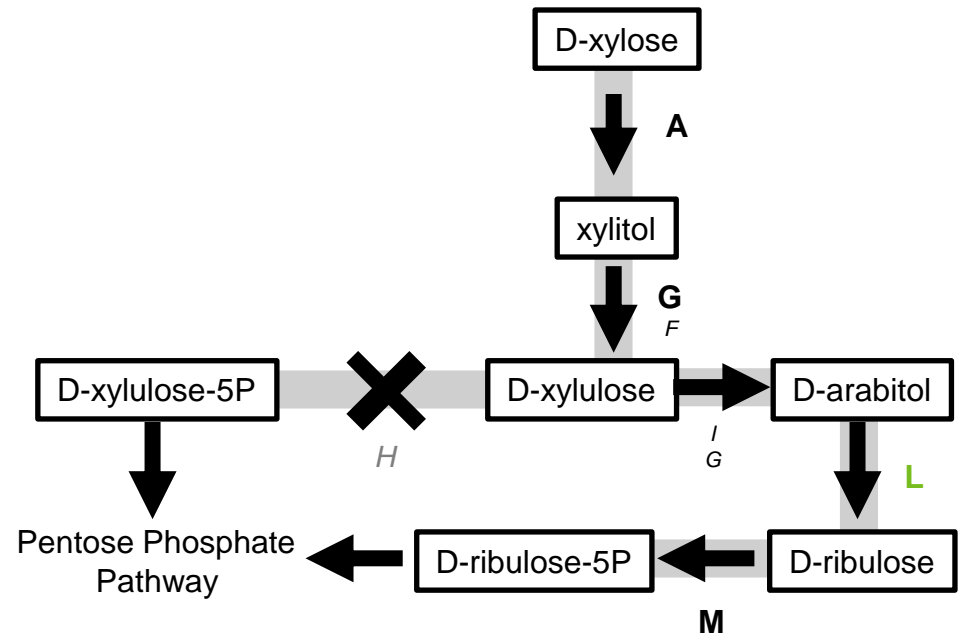 D-xylose
A
xylitol
G
F
D-xylulose-5P
D-xylulose
D-arabitol
H
I
G
L
Pentose Phosphate
Pathway
D-ribulose-5P
D-ribulose
M